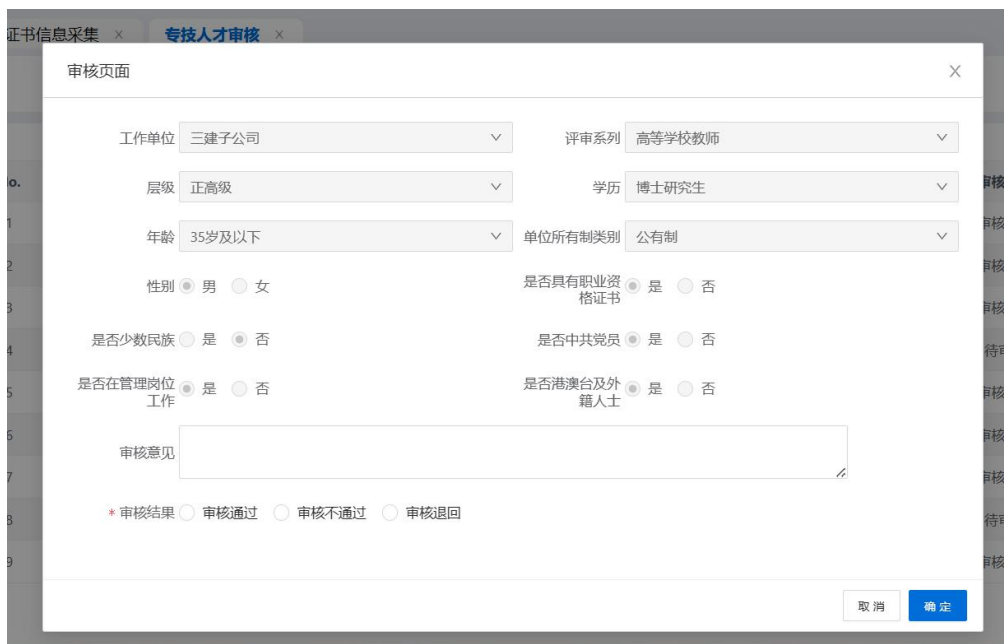 证书信息采集 ×
专技人才审核 ×
审核页面
工作单位 三建子公司
评审系列 高等学校教师
层级 正高级
学历 博士研究生
年龄 35岁及以下
单位所有制类别 公有制
性别 男 女
是否具有职业资
格证书 是 否
是否少数民族 是 否
是否中共党员 是 否
是否在管理岗位
工作 是 否
是否港澳台及外
籍人士 是 否
审核意见
* 审核结果 审核通过 审核不通过 审核退回
取 消
确 定